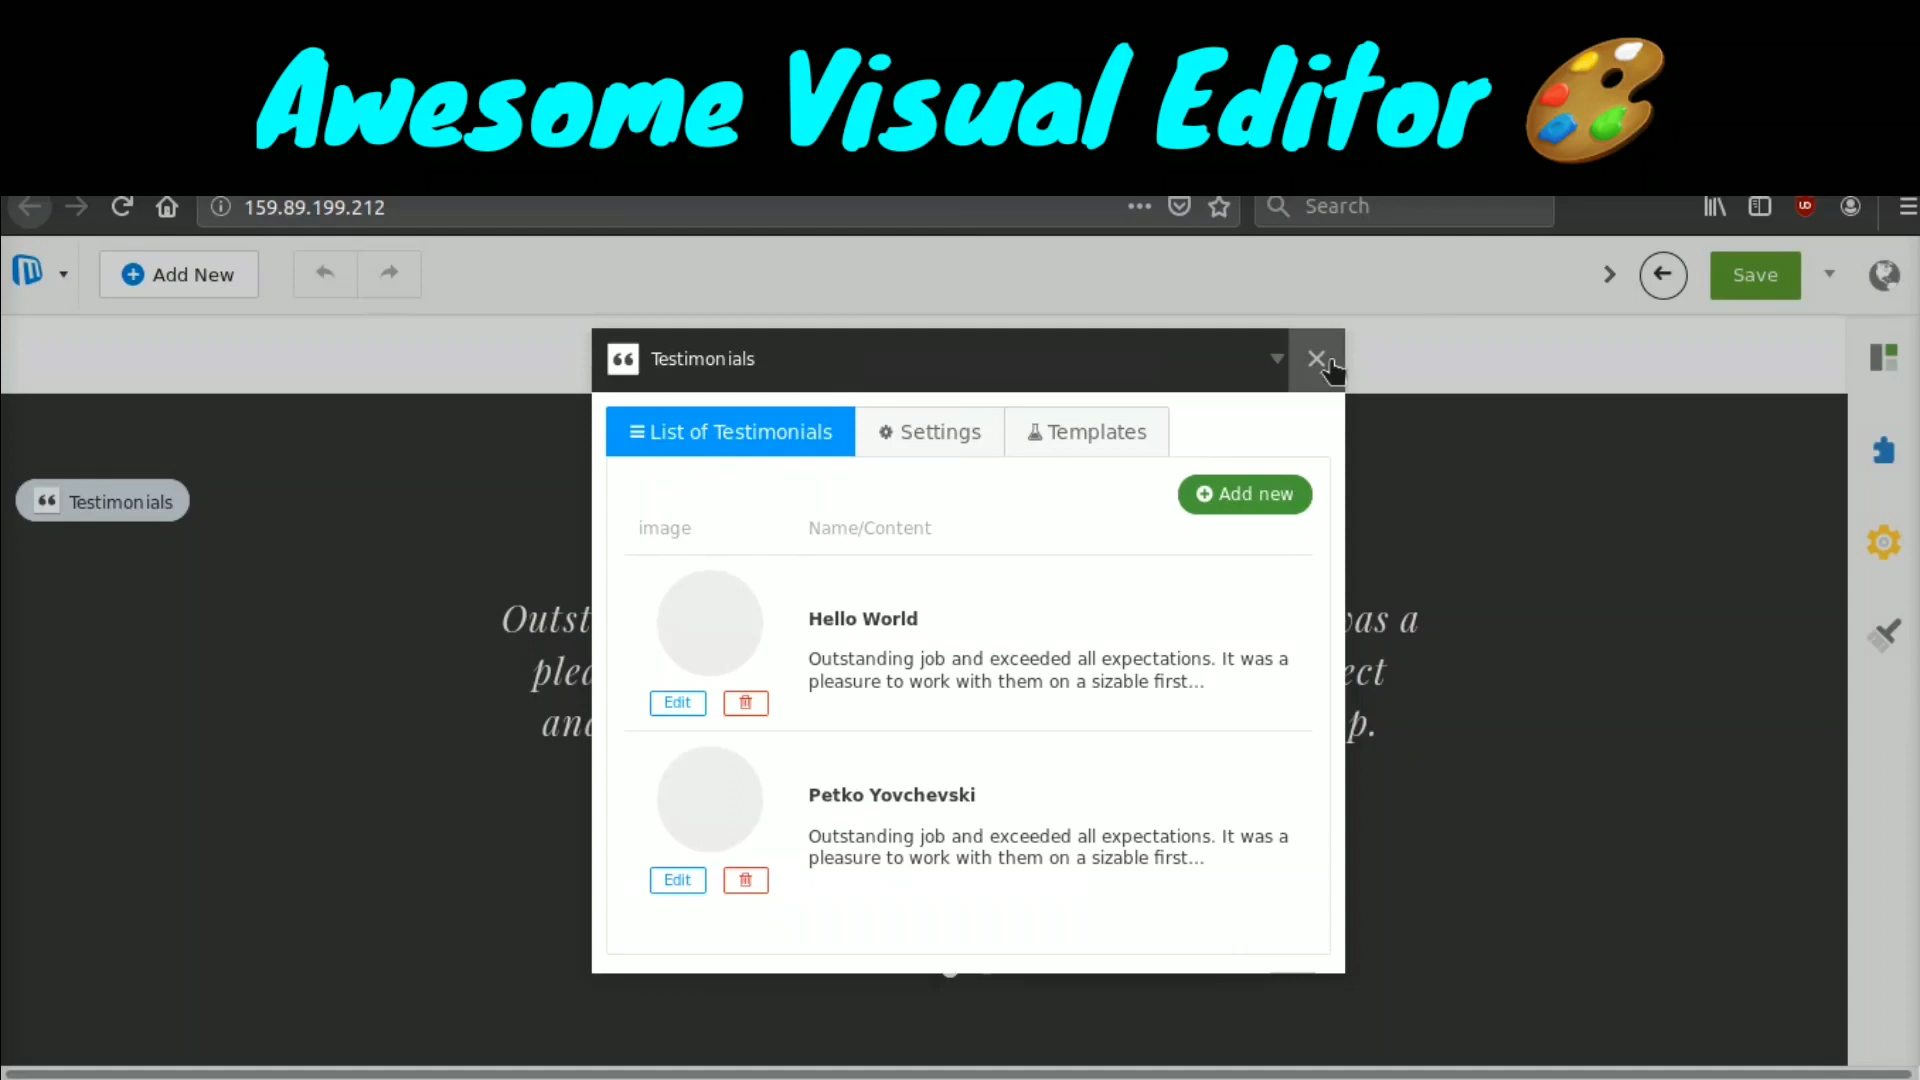 Awesome Visual Editor
159.89.199.212
Search
Add New
Save
Testimonials
List of Testimonials
Settings
Templates
Add new
image
Name/Content
Hello World
Outstanding job and exceeded all expectations. It was a
pleasure to work with them on a sizable first...
Edit
Petko Yovchevski
Outstanding job and exceeded all expectations. It was a
pleasure to work with them on a sizable first...
Edit
Testimonials
was a